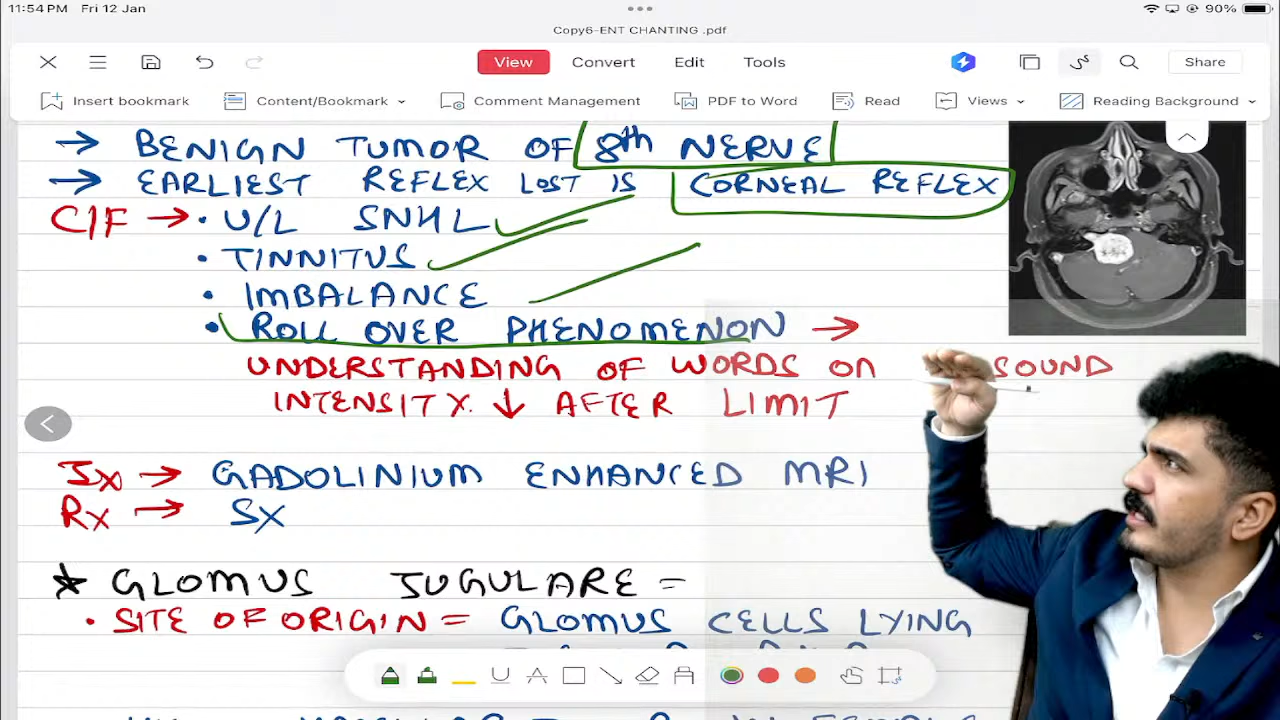 11:54 PM Fri 12 Jan
90%
Copy6-ENT CHANTING .pdf
View Convert Edit Tools Share
Insert bookmark Content/Bookmark Comment Management PDF to Word Read Views Reading Background
→ BENIGN TUMOR OF 8th NERVE
→ EARLIEST REFLEX LOST IS CORNEAL REFLEX
C/F → • U/L SNHL
• TINNITUS
• IMBALANCE
• ROLL OVER PHENOMENON →
UNDERSTANDING OF WORDS ON SOUND
INTENSITY. ↓ AFTER LIMIT
Ix → GADOLINIUM ENHANCED MRI
Rx → Sx
★ GLOMUS JUGULARE =
• SITE OF ORIGIN = GLOMUS CELLS LYING